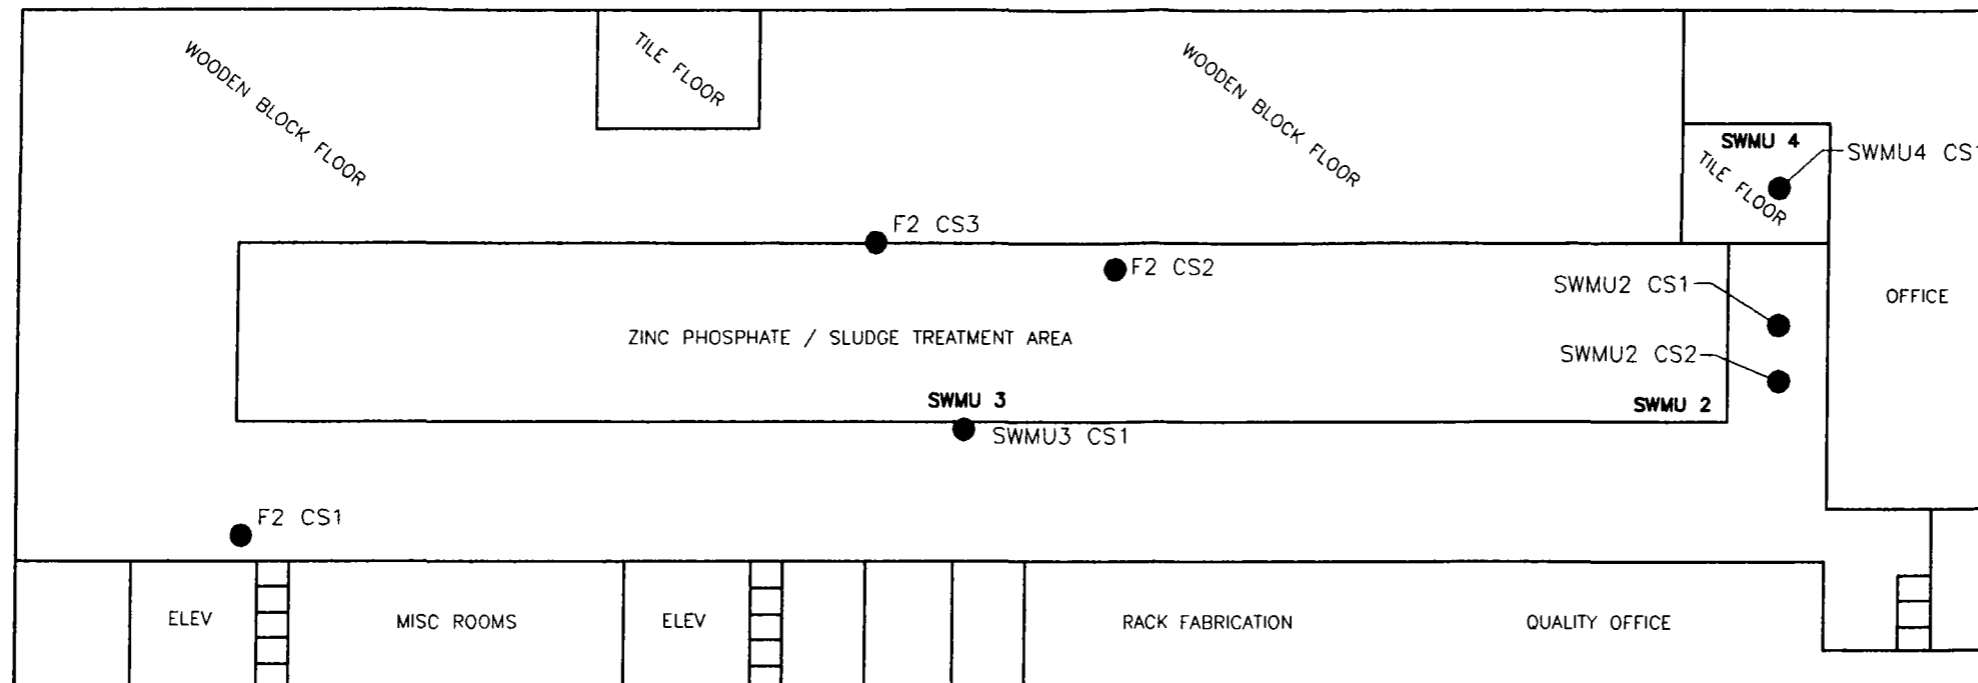 WOODEN BLOCK FLOOR
TILE FLOOR
WOODEN BLOCK FLOOR
SWMU 4
TILE FLOOR
SWMU4 CS1
F2 CS3
F2 CS2
SWMU2 CS1
OFFICE
ZINC PHOSPHATE / SLUDGE TREATMENT AREA
SWMU2 CS2
SWMU 3
SWMU 2
SWMU3 CS1
F2 CS1
ELEV
MISC ROOMS
ELEV
RACK FABRICATION
QUALITY OFFICE